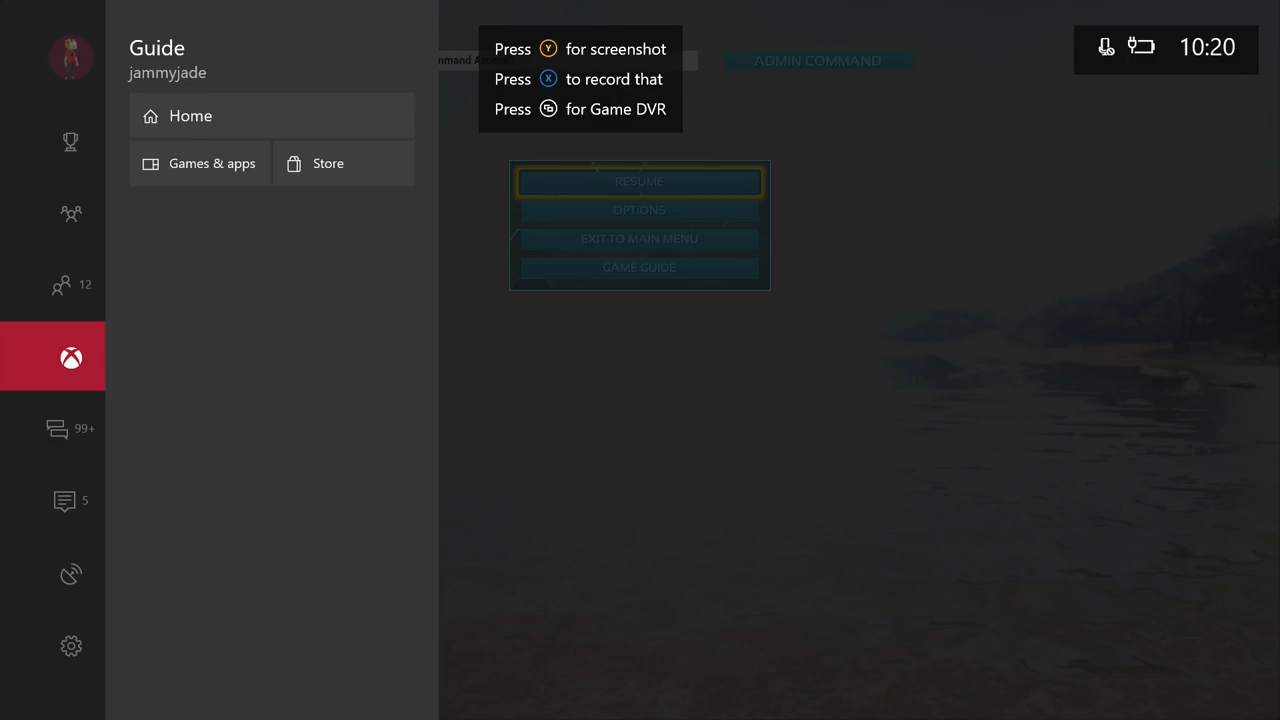 Guide
jammyjade
Home
Games & apps
Store
12
99+
5
Press Y for screenshot
Press X to record that
Press for Game DVR
10:20
ADMIN COMMAND
RESUME
OPTIONS
EXIT TO MAIN MENU
GAME GUIDE